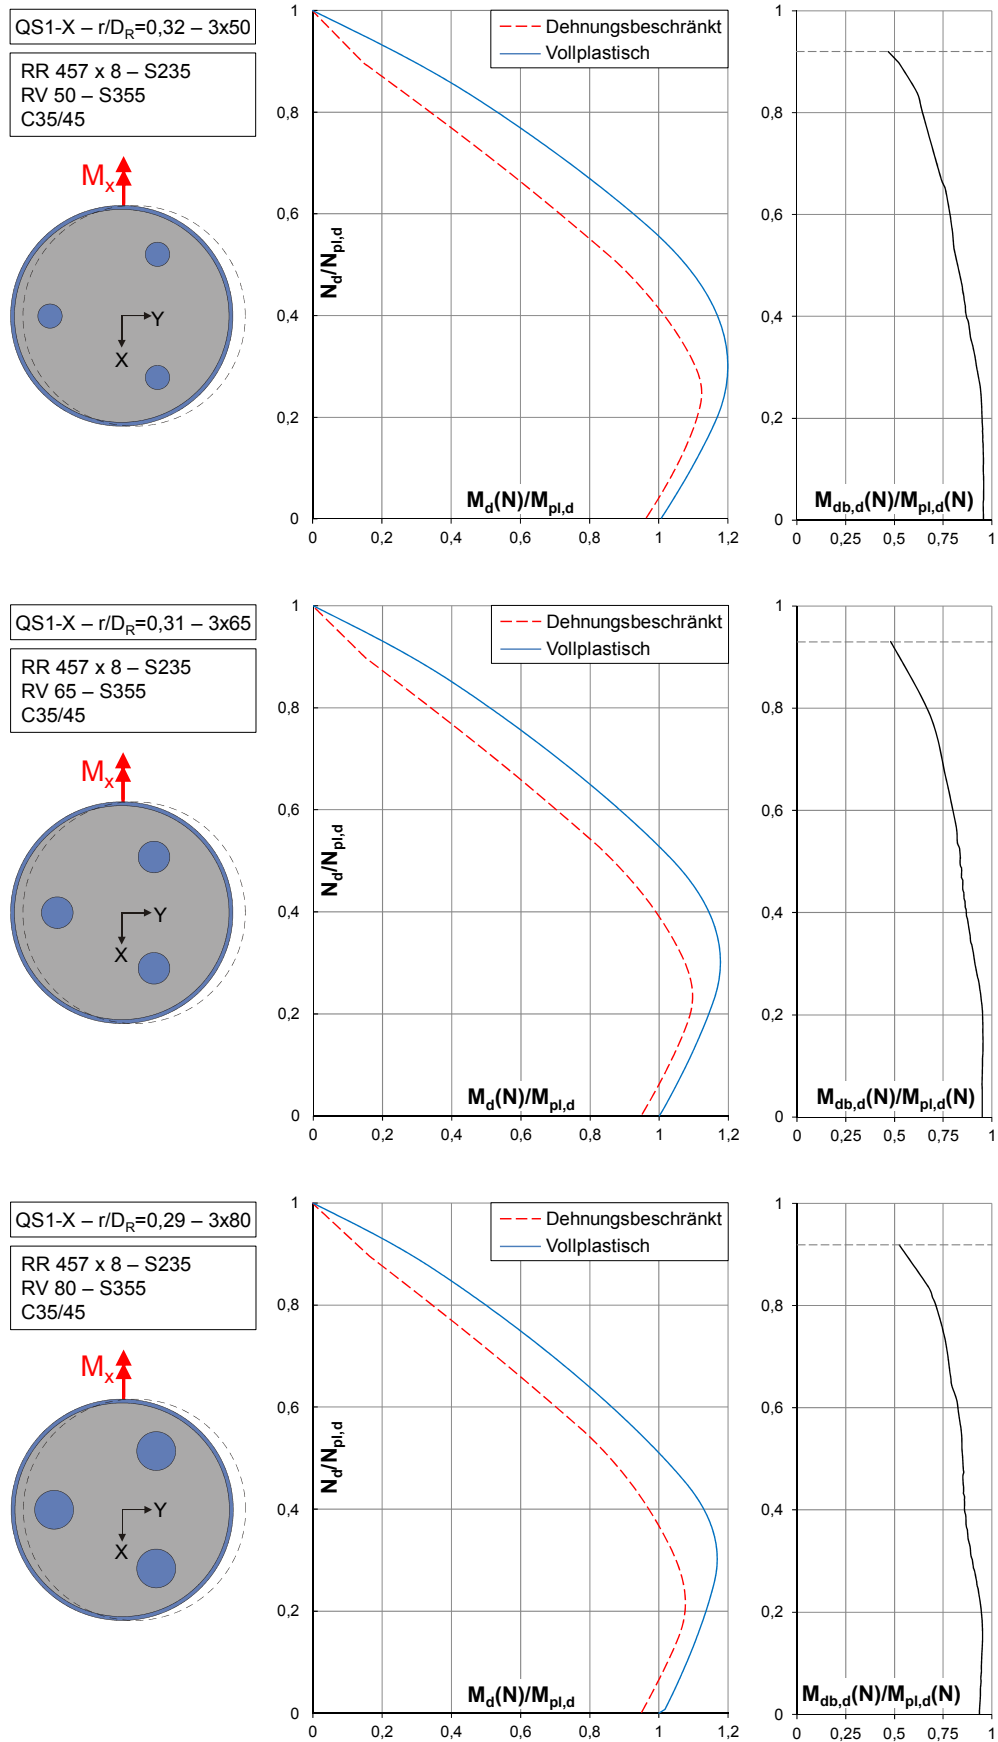 QS1-X – r/D_R=0,32 – 3x50
RR 457 x 8 – S235
RV 50 – S355
C35/45
M_x
Y
X
Dehnungsbeschränkt
Vollplastisch
1
0,8
0,6
0,4
0,2
0
N_d/N_pl,d
M_d(N)/M_pl,d
0 0,2 0,4 0,6 0,8 1 1,2
1
0,8
0,6
0,4
0,2
0
M_db,d(N)/M_pl,d(N)
0 0,25 0,5 0,75 1
QS1-X – r/D_R=0,31 – 3x65
RR 457 x 8 – S235
RV 65 – S355
C35/45
M_x
Y
X
Dehnungsbeschränkt
Vollplastisch
1
0,8
0,6
0,4
0,2
0
N_d/N_pl,d
M_d(N)/M_pl,d
0 0,2 0,4 0,6 0,8 1 1,2
1
0,8
0,6
0,4
0,2
0
M_db,d(N)/M_pl,d(N)
0 0,25 0,5 0,75 1
QS1-X – r/D_R=0,29 – 3x80
RR 457 x 8 – S235
RV 80 – S355
C35/45
M_x
Y
X
Dehnungsbeschränkt
Vollplastisch
1
0,8
0,6
0,4
0,2
0
N_d/N_pl,d
M_d(N)/M_pl,d
0 0,2 0,4 0,6 0,8 1 1,2
1
0,8
0,6
0,4
0,2
0
M_db,d(N)/M_pl,d(N)
0 0,25 0,5 0,75 1